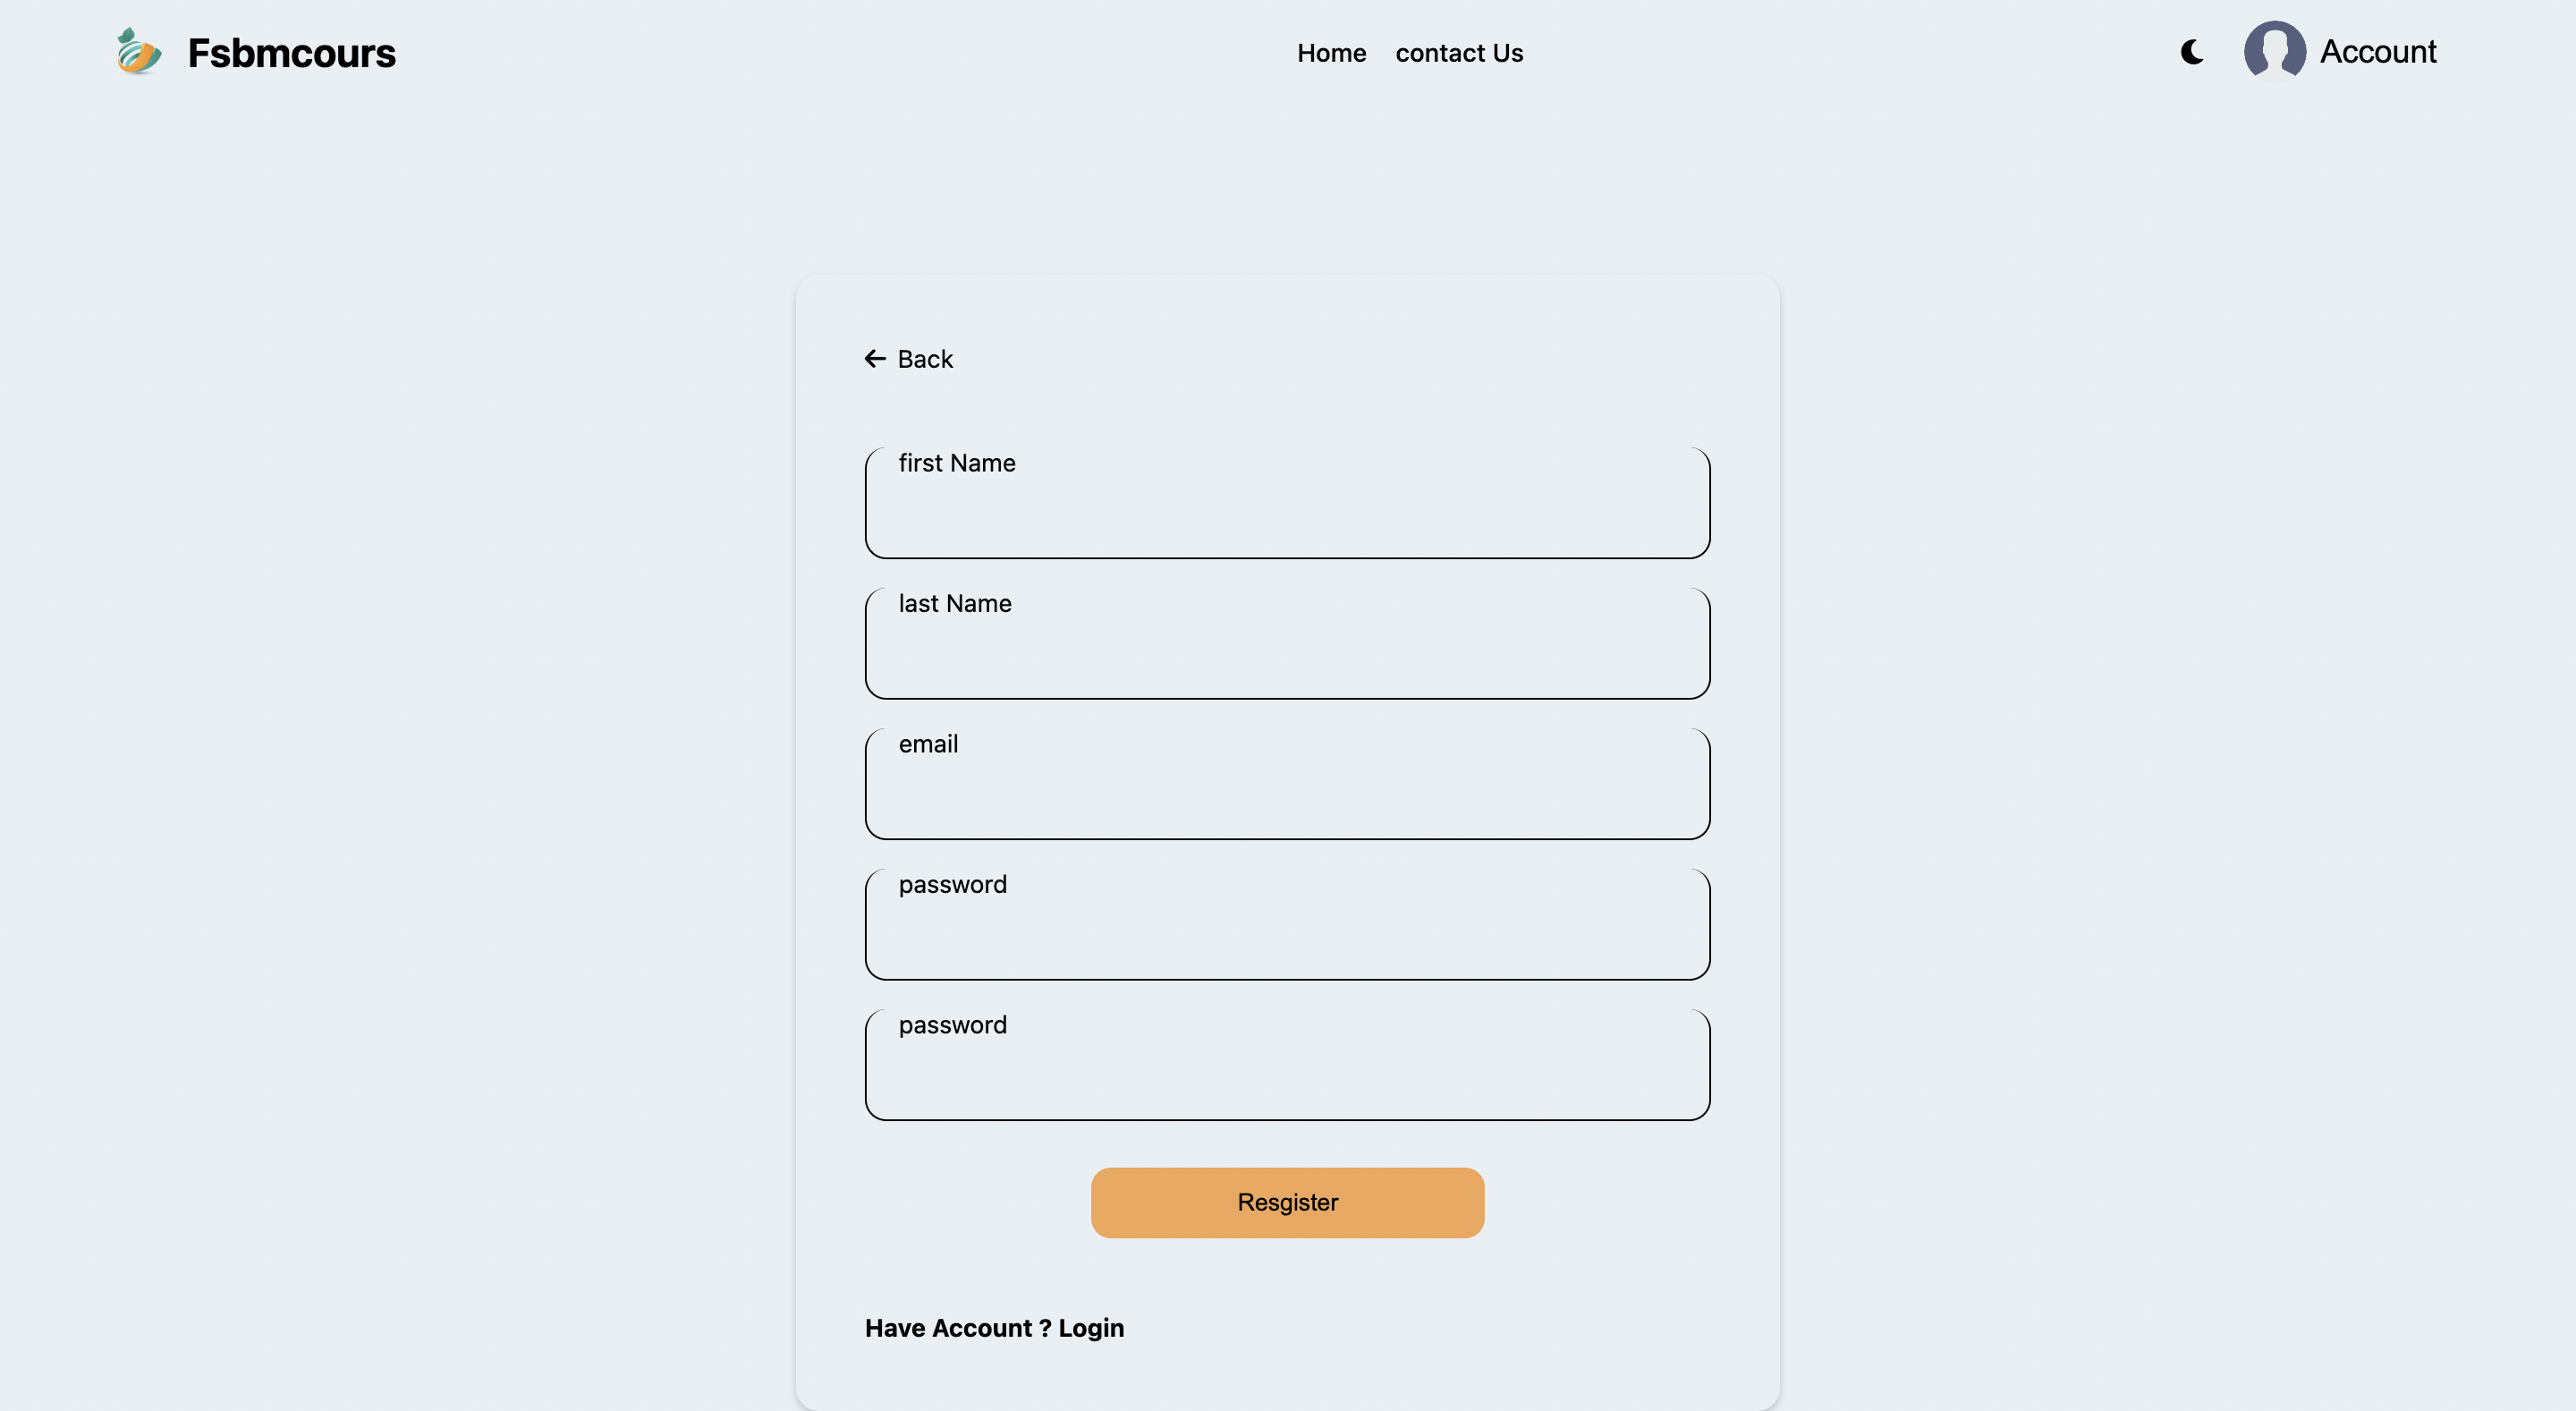 Fsbmcours
Home contact Us
Account
Back
first Name
last Name
email
password
password
Resgister
Have Account ? Login